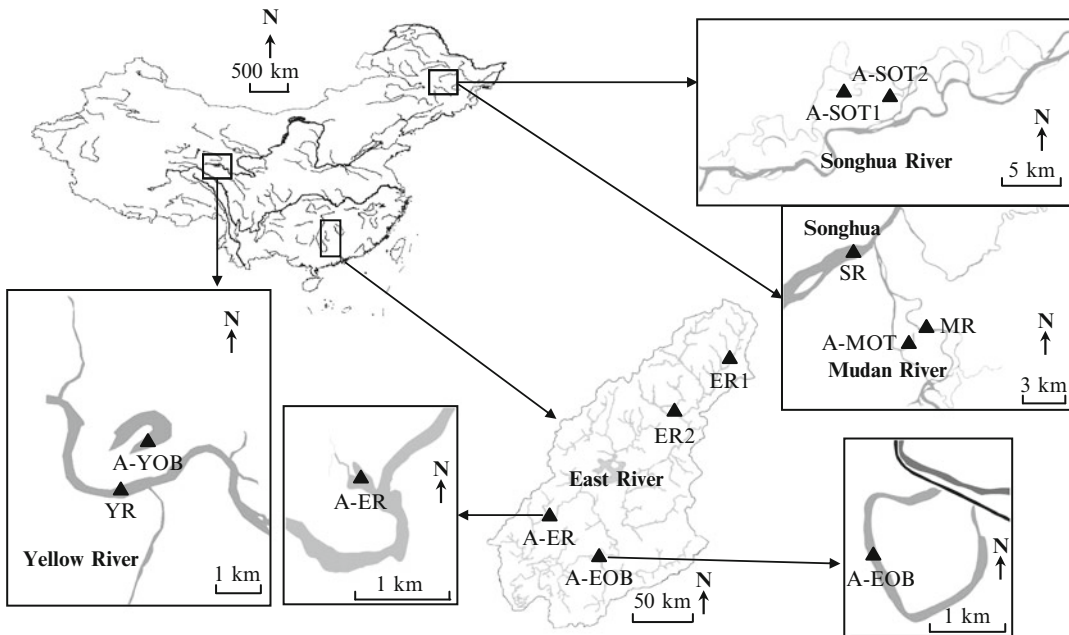 N
500 km
A-SOT2
A-SOT1
N
Songhua River
5 km
Songhua
SR
N
MR
A-MOT
Mudan River
3 km
N
A-YOB
YR
Yellow River
1 km
N
A-ER
1 km
ER1
ER2
East River
A-ER
A-EOB
N
50 km
N
A-EOB
1 km